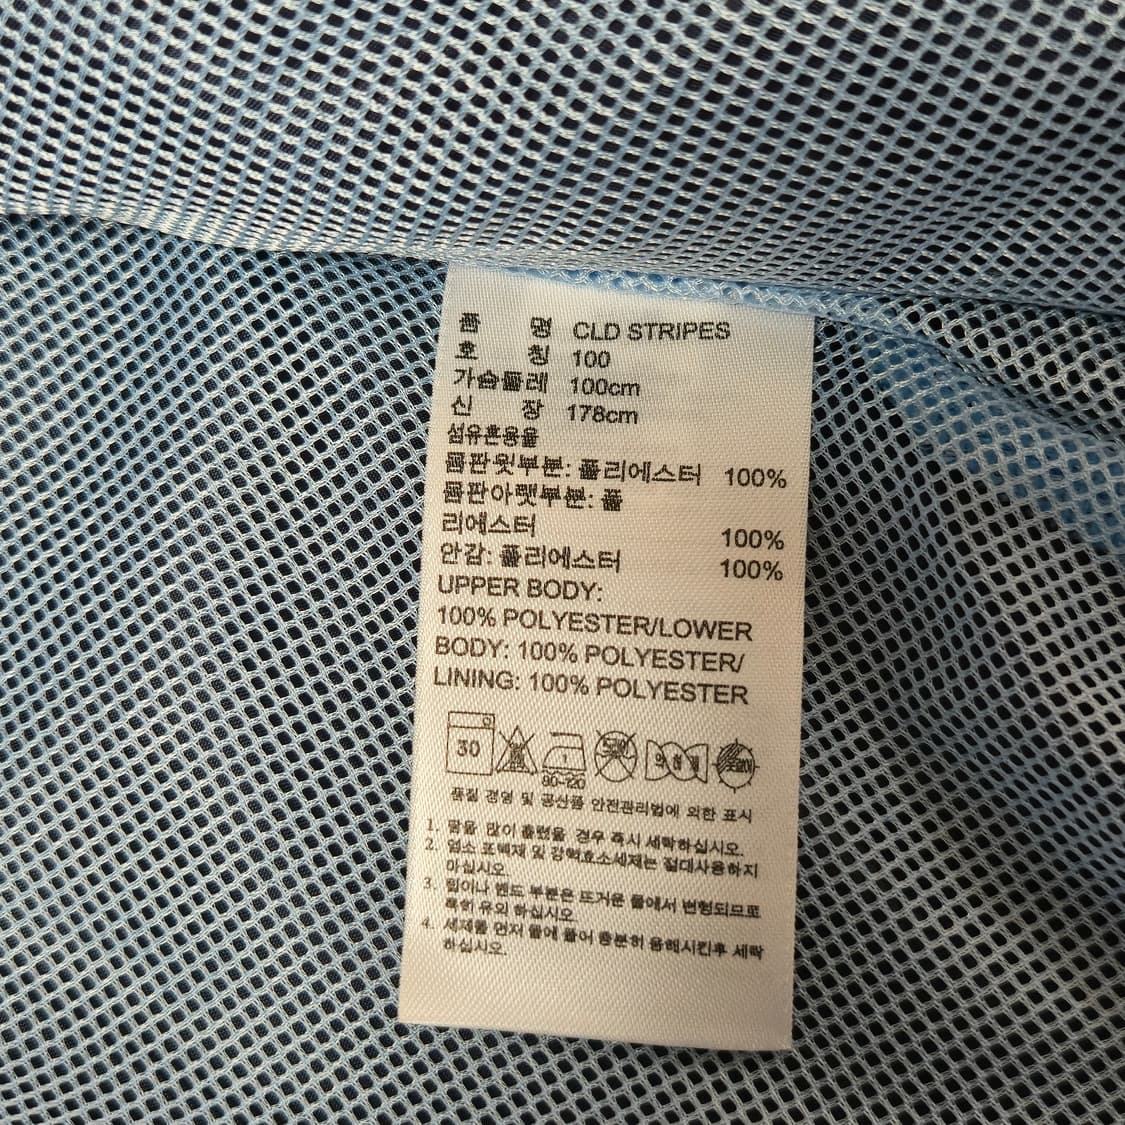 품 명 CLD STRIPES
호 칭 100
가슴둘레 100cm
신 장 178cm
섬유혼용율
몸판윗부분: 폴리에스터 100%
몸판아랫부분: 폴
리에스터 100%
안감: 폴리에스터 100%
UPPER BODY:
100% POLYESTER/LOWER
BODY: 100% POLYESTER/
LINING: 100% POLYESTER
30
80~120
품질 경영 및 공산품 안전관리법에 의한 표시
1. 땀을 많이 흘렸을 경우 즉시 세탁하십시오.
2. 염소 표백제 및 강력효소세제는 절대사용하지
마십시오.
3. 밑이나 밴드 부분은 뜨거운 물에서 변형되므로
특히 유의 하십시오.
4. 세제를 먼저 물에 풀어 충분히 용해시킨후 세탁
하십시오.